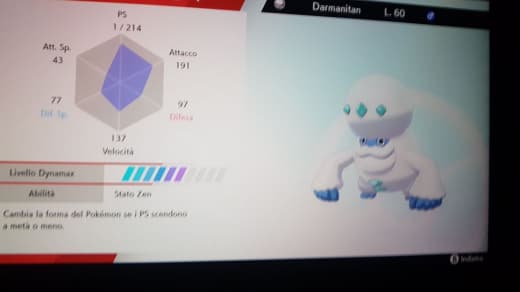 Darmanitan L. 60
PS
1 / 214
Att. Sp.
43
Attacco
191
77
Dif. Sp.
97
Difesa
137
Velocità
Livello Dynamax
Abilità Stato Zen
Cambia la forma del Pokémon se i PS scendono
a metà o meno.
B Indietro